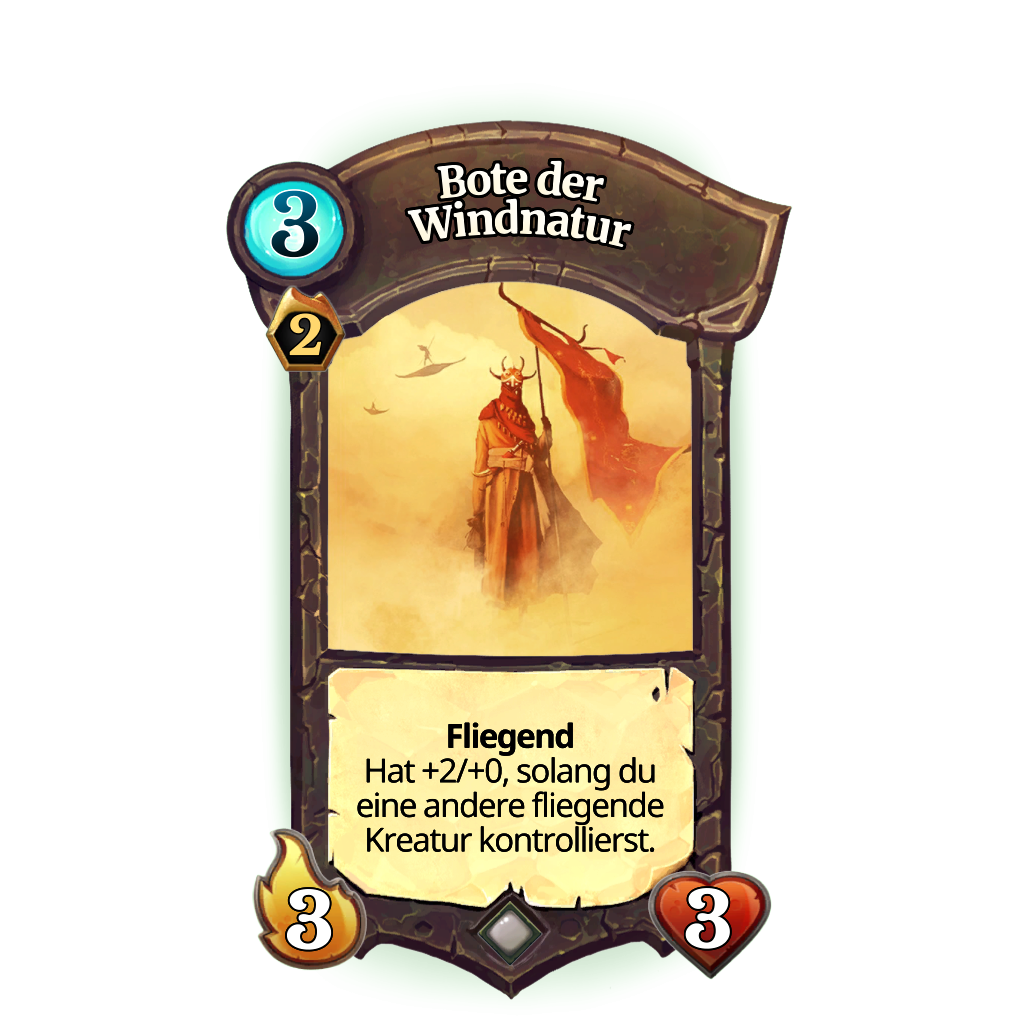 Bote der
Windnatur
3
2
Fliegend
Hat +2/+0, solang du
eine andere fliegende
Kreatur kontrollierst.
3
3